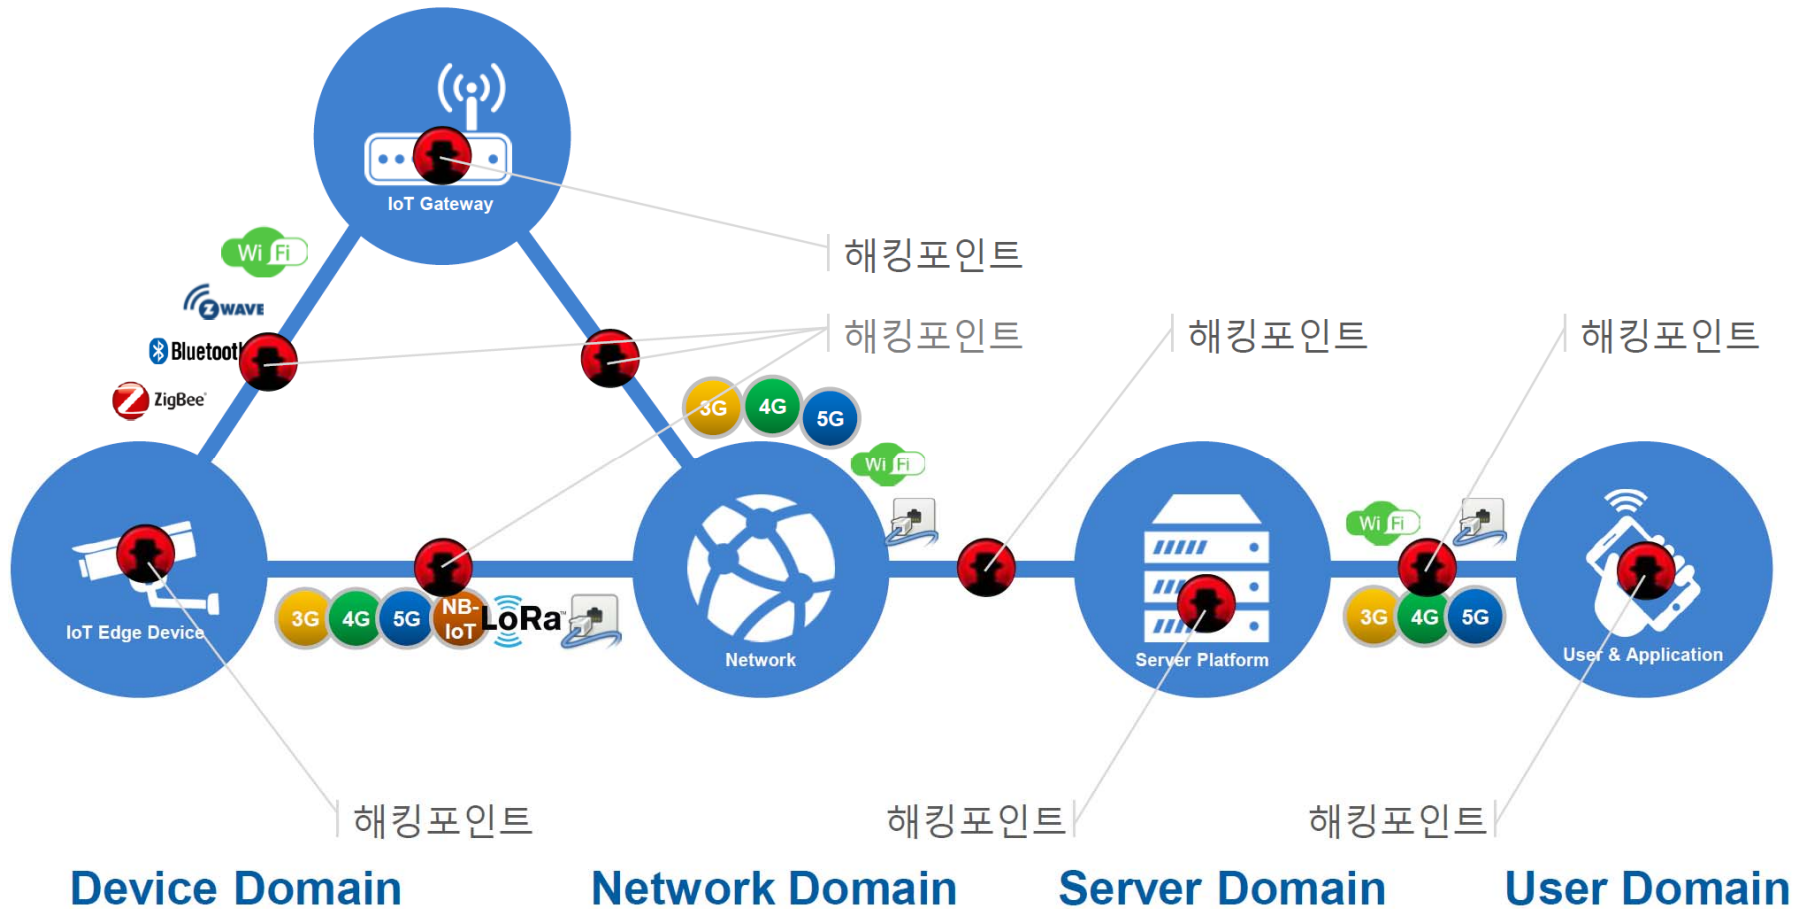 IoT Gateway
Wi Fi
해킹포인트
Z WAVE
해킹포인트
해킹포인트
해킹포인트
Bluetooth
ZigBee
3G
4G
5G
Wi Fi
Wi Fi
IoT Edge Device
3G
4G
5G
NB-
IoT
LoRa™
Network
Server Platform
3G
4G
5G
User & Application
해킹포인트
해킹포인트
해킹포인트
Device Domain
Network Domain
Server Domain
User Domain